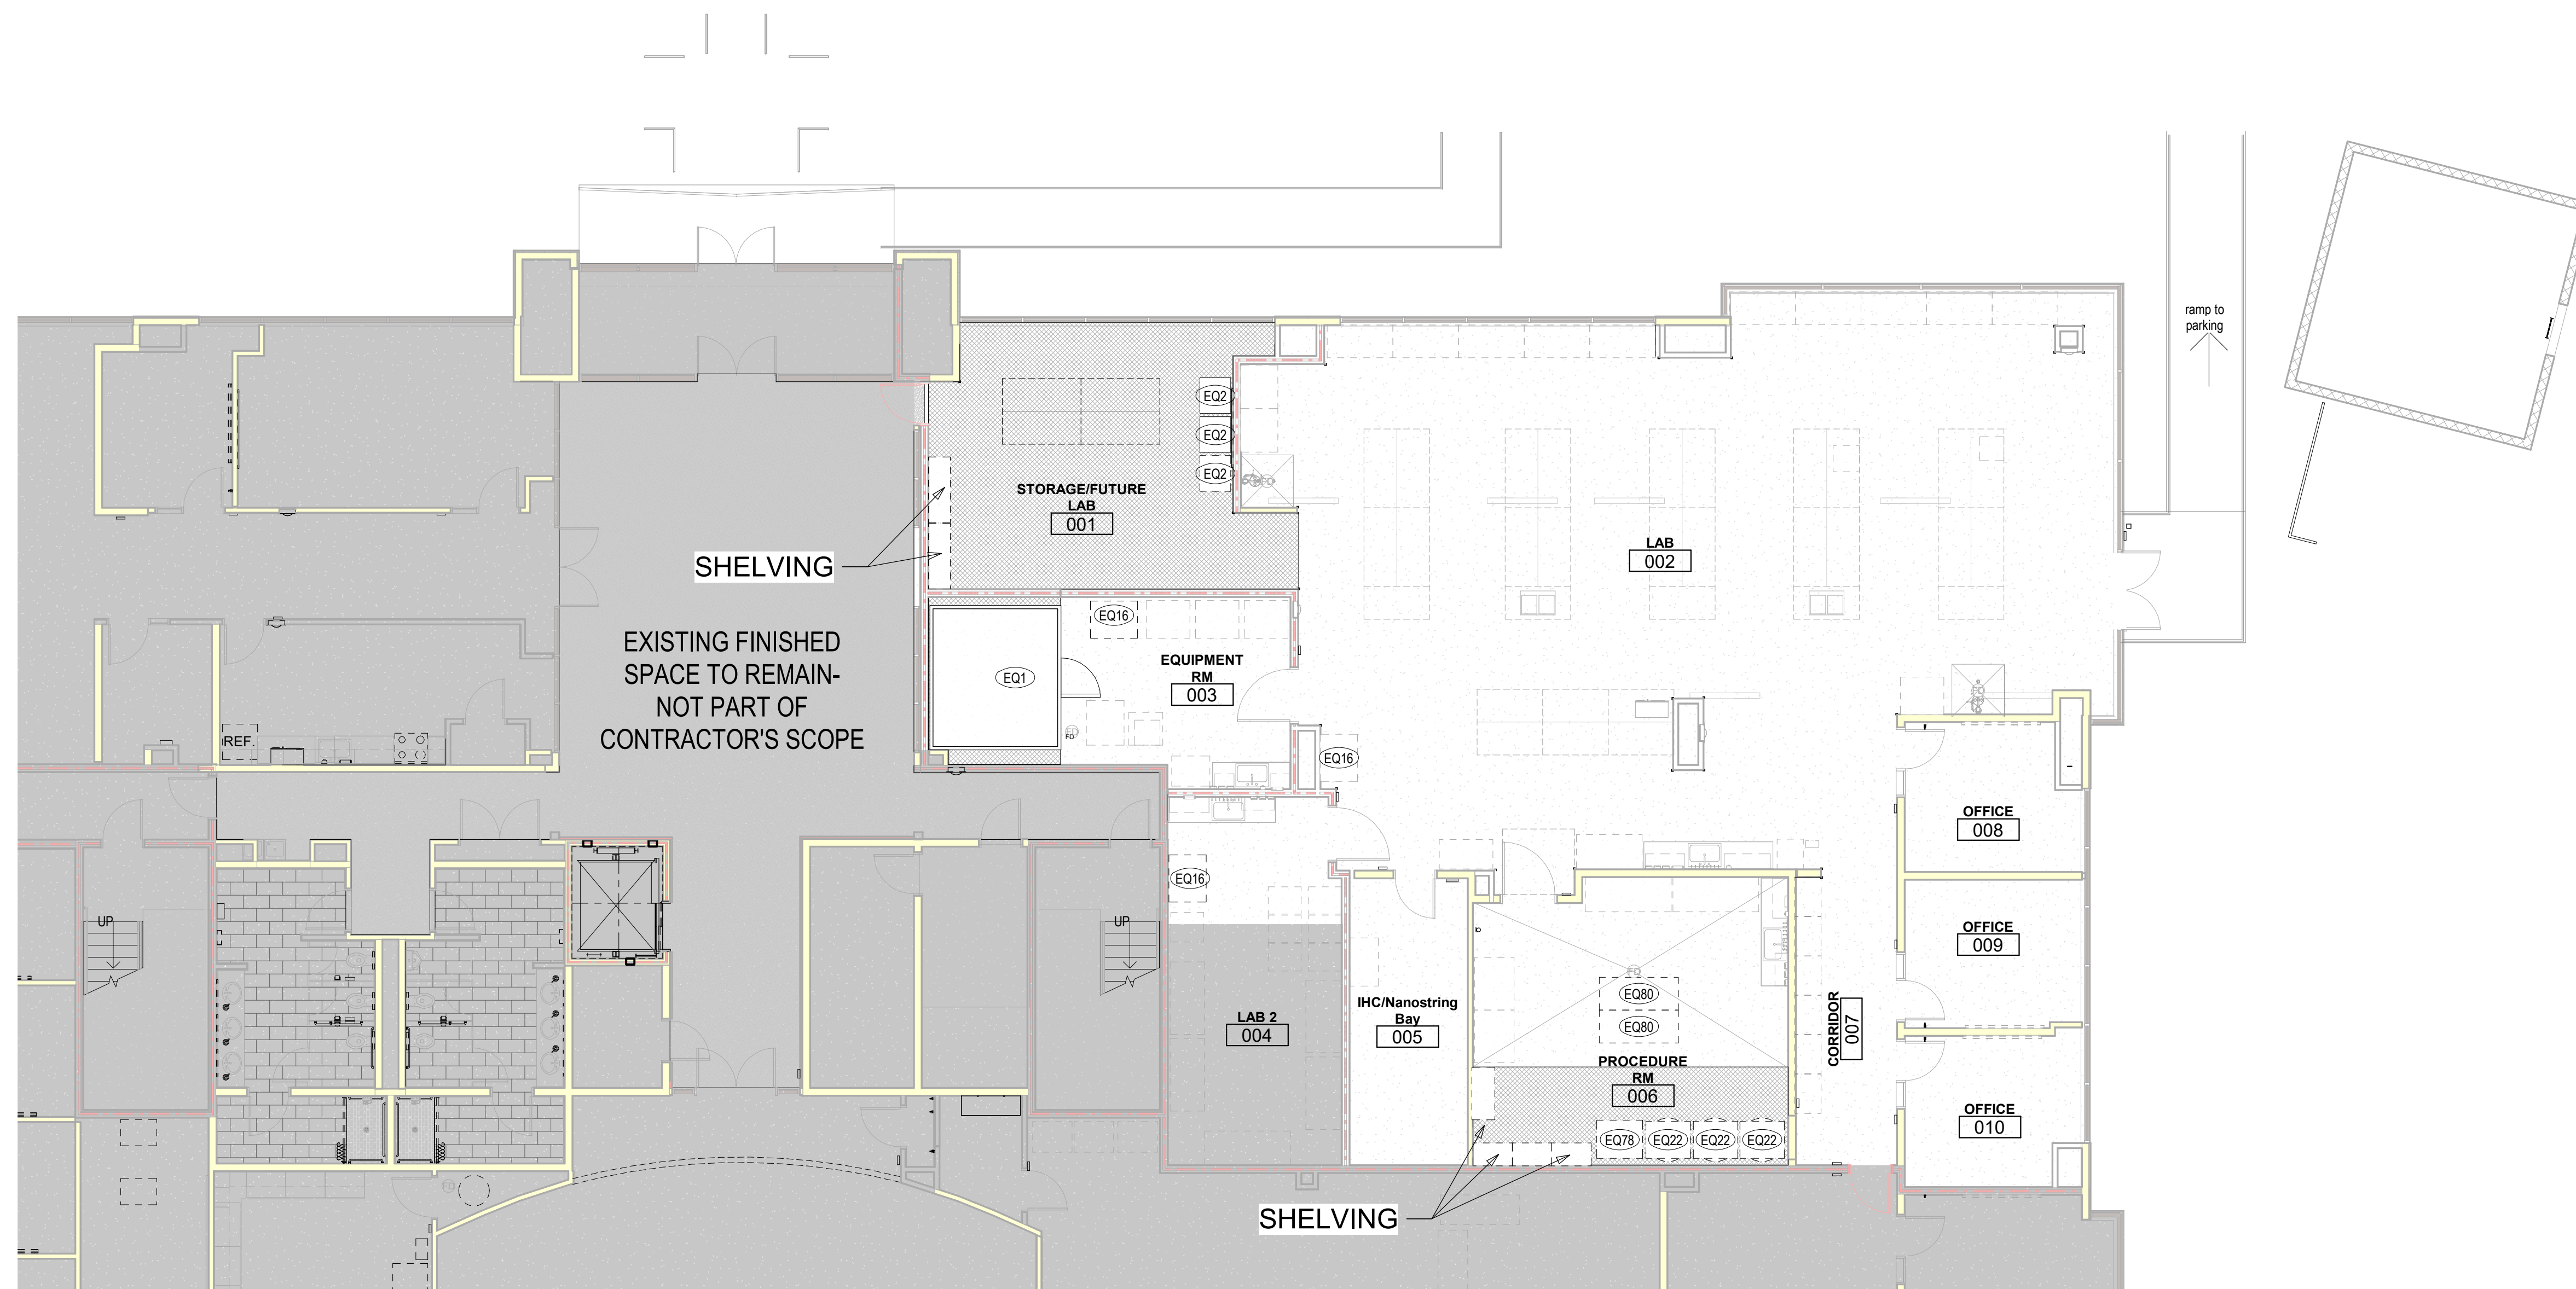 ramp to
parking
EQ2
EQ2
EQ2
STORAGE/FUTURE
LAB
001
SHELVING
LAB
002
EXISTING FINISHED
SPACE TO REMAIN-
NOT PART OF
CONTRACTOR'S SCOPE
EQ16
EQ1
EQUIPMENT
RM
003
FD
REF.
EQ16
OFFICE
008
EQ16
UP
UP
OFFICE
009
FD
EQ80
EQ80
IHC/Nanostring
Bay
005
LAB 2
004
CORRIDOR
007
PROCEDURE
RM
006
OFFICE
010
EQ78
EQ22
EQ22
EQ22
FD
SHELVING